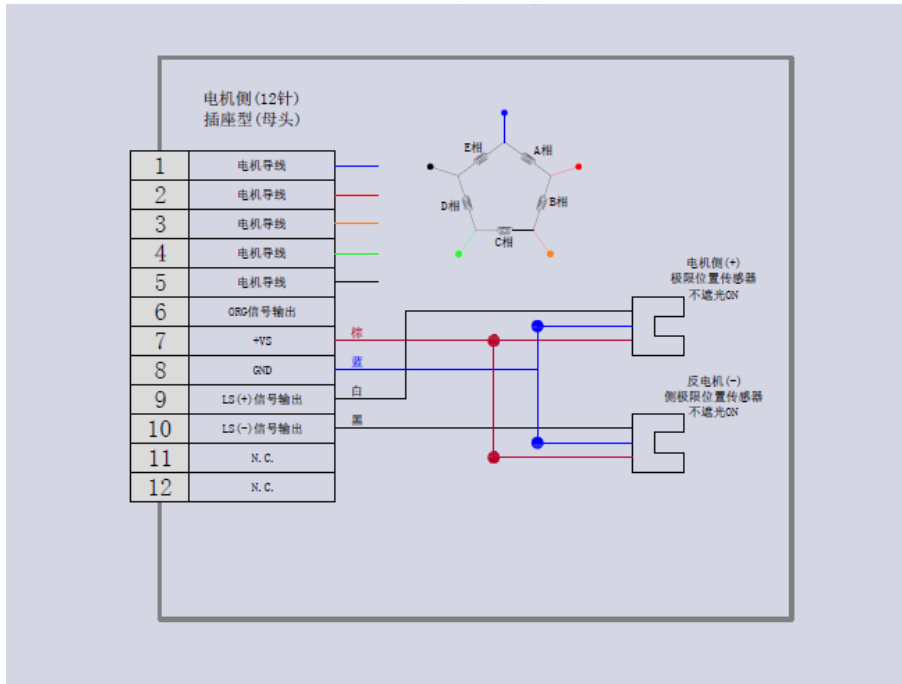 电机侧(12针)
插座型(母头)
1 电机导线
2 电机导线
3 电机导线
4 电机导线
5 电机导线
6 ORG信号输出
7 +VS 棕
8 GND 蓝
9 LS(+)信号输出 白
10 LS(-)信号输出 黑
11 N.C.
12 N.C.
E相 A相
D相 B相
C相
电机侧(+)
极限位置传感器
不遮光ON
反电机(-)
侧极限位置传感器
不遮光ON